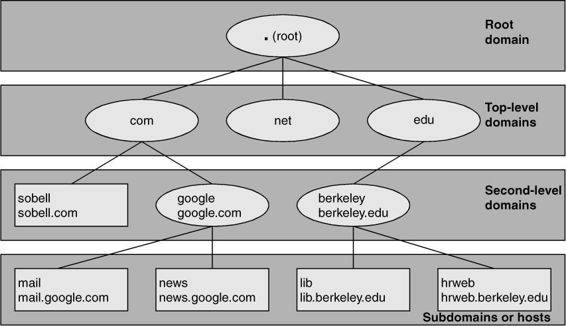 . (root)
Root
domain
com
net
edu
Top-level
domains
sobell
sobell.com
google
google.com
berkeley
berkeley.edu
Second-level
domains
mail
mail.google.com
news
news.google.com
lib
lib.berkeley.edu
hrweb
hrweb.berkeley.edu
Subdomains or hosts